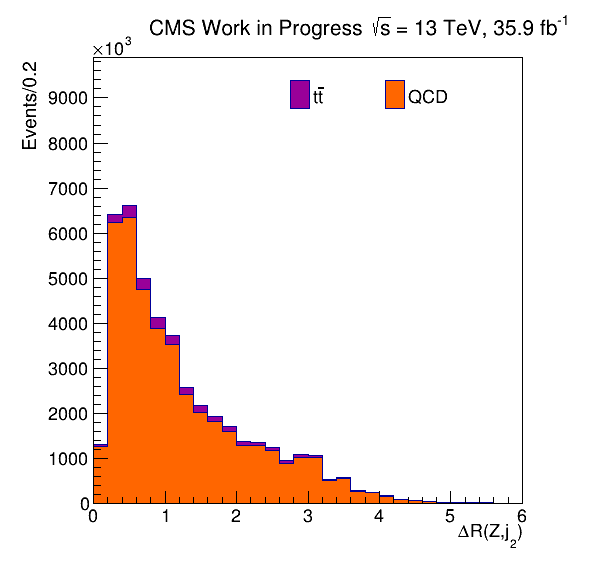 CMS Work in Progress √s = 13 TeV, 35.9 fb⁻¹
×10³
Events/0.2
tt̄
QCD
9000
8000
7000
6000
5000
4000
3000
2000
1000
0
0 1 2 3 4 5 6
ΔR(Z,j₂)